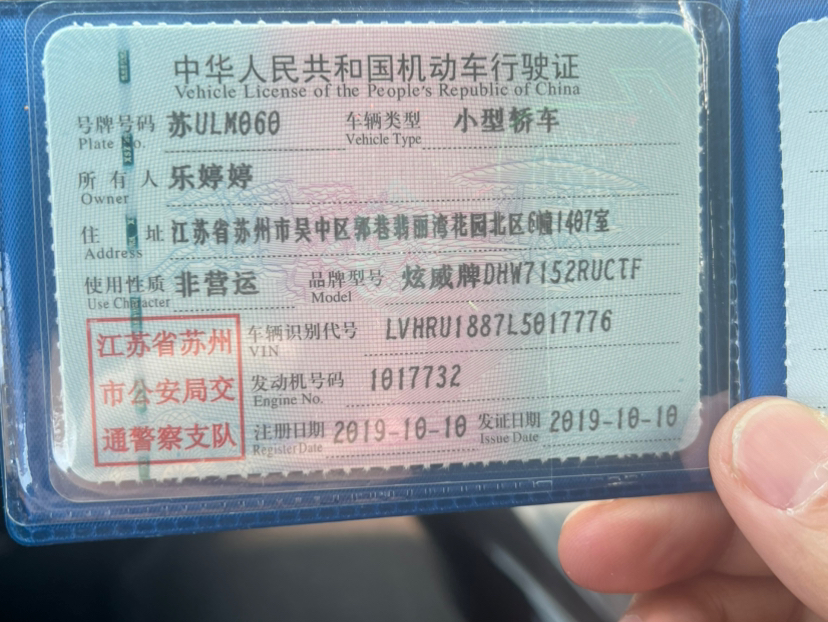 中华人民共和国机动车行驶证
Vehicle License of the People's Republic of China
号牌号码 苏ULM060 车辆类型 小型轿车
Plate No. Vehicle Type
所有人 乐婷婷
Owner
住址 江苏省苏州市吴中区郭巷翡丽湾花园北区6幢1407室
Address
使用性质 非营运 品牌型号 炫威牌DHW7152RUCTF
Use Character Model
江苏省苏州 车辆识别代号 LVHRU1887L5017776
VIN
市公安局交 发动机号码 1017732
Engine No.
通警察支队 注册日期 2019-10-10 发证日期 2019-10-10
Register Date Issue Date